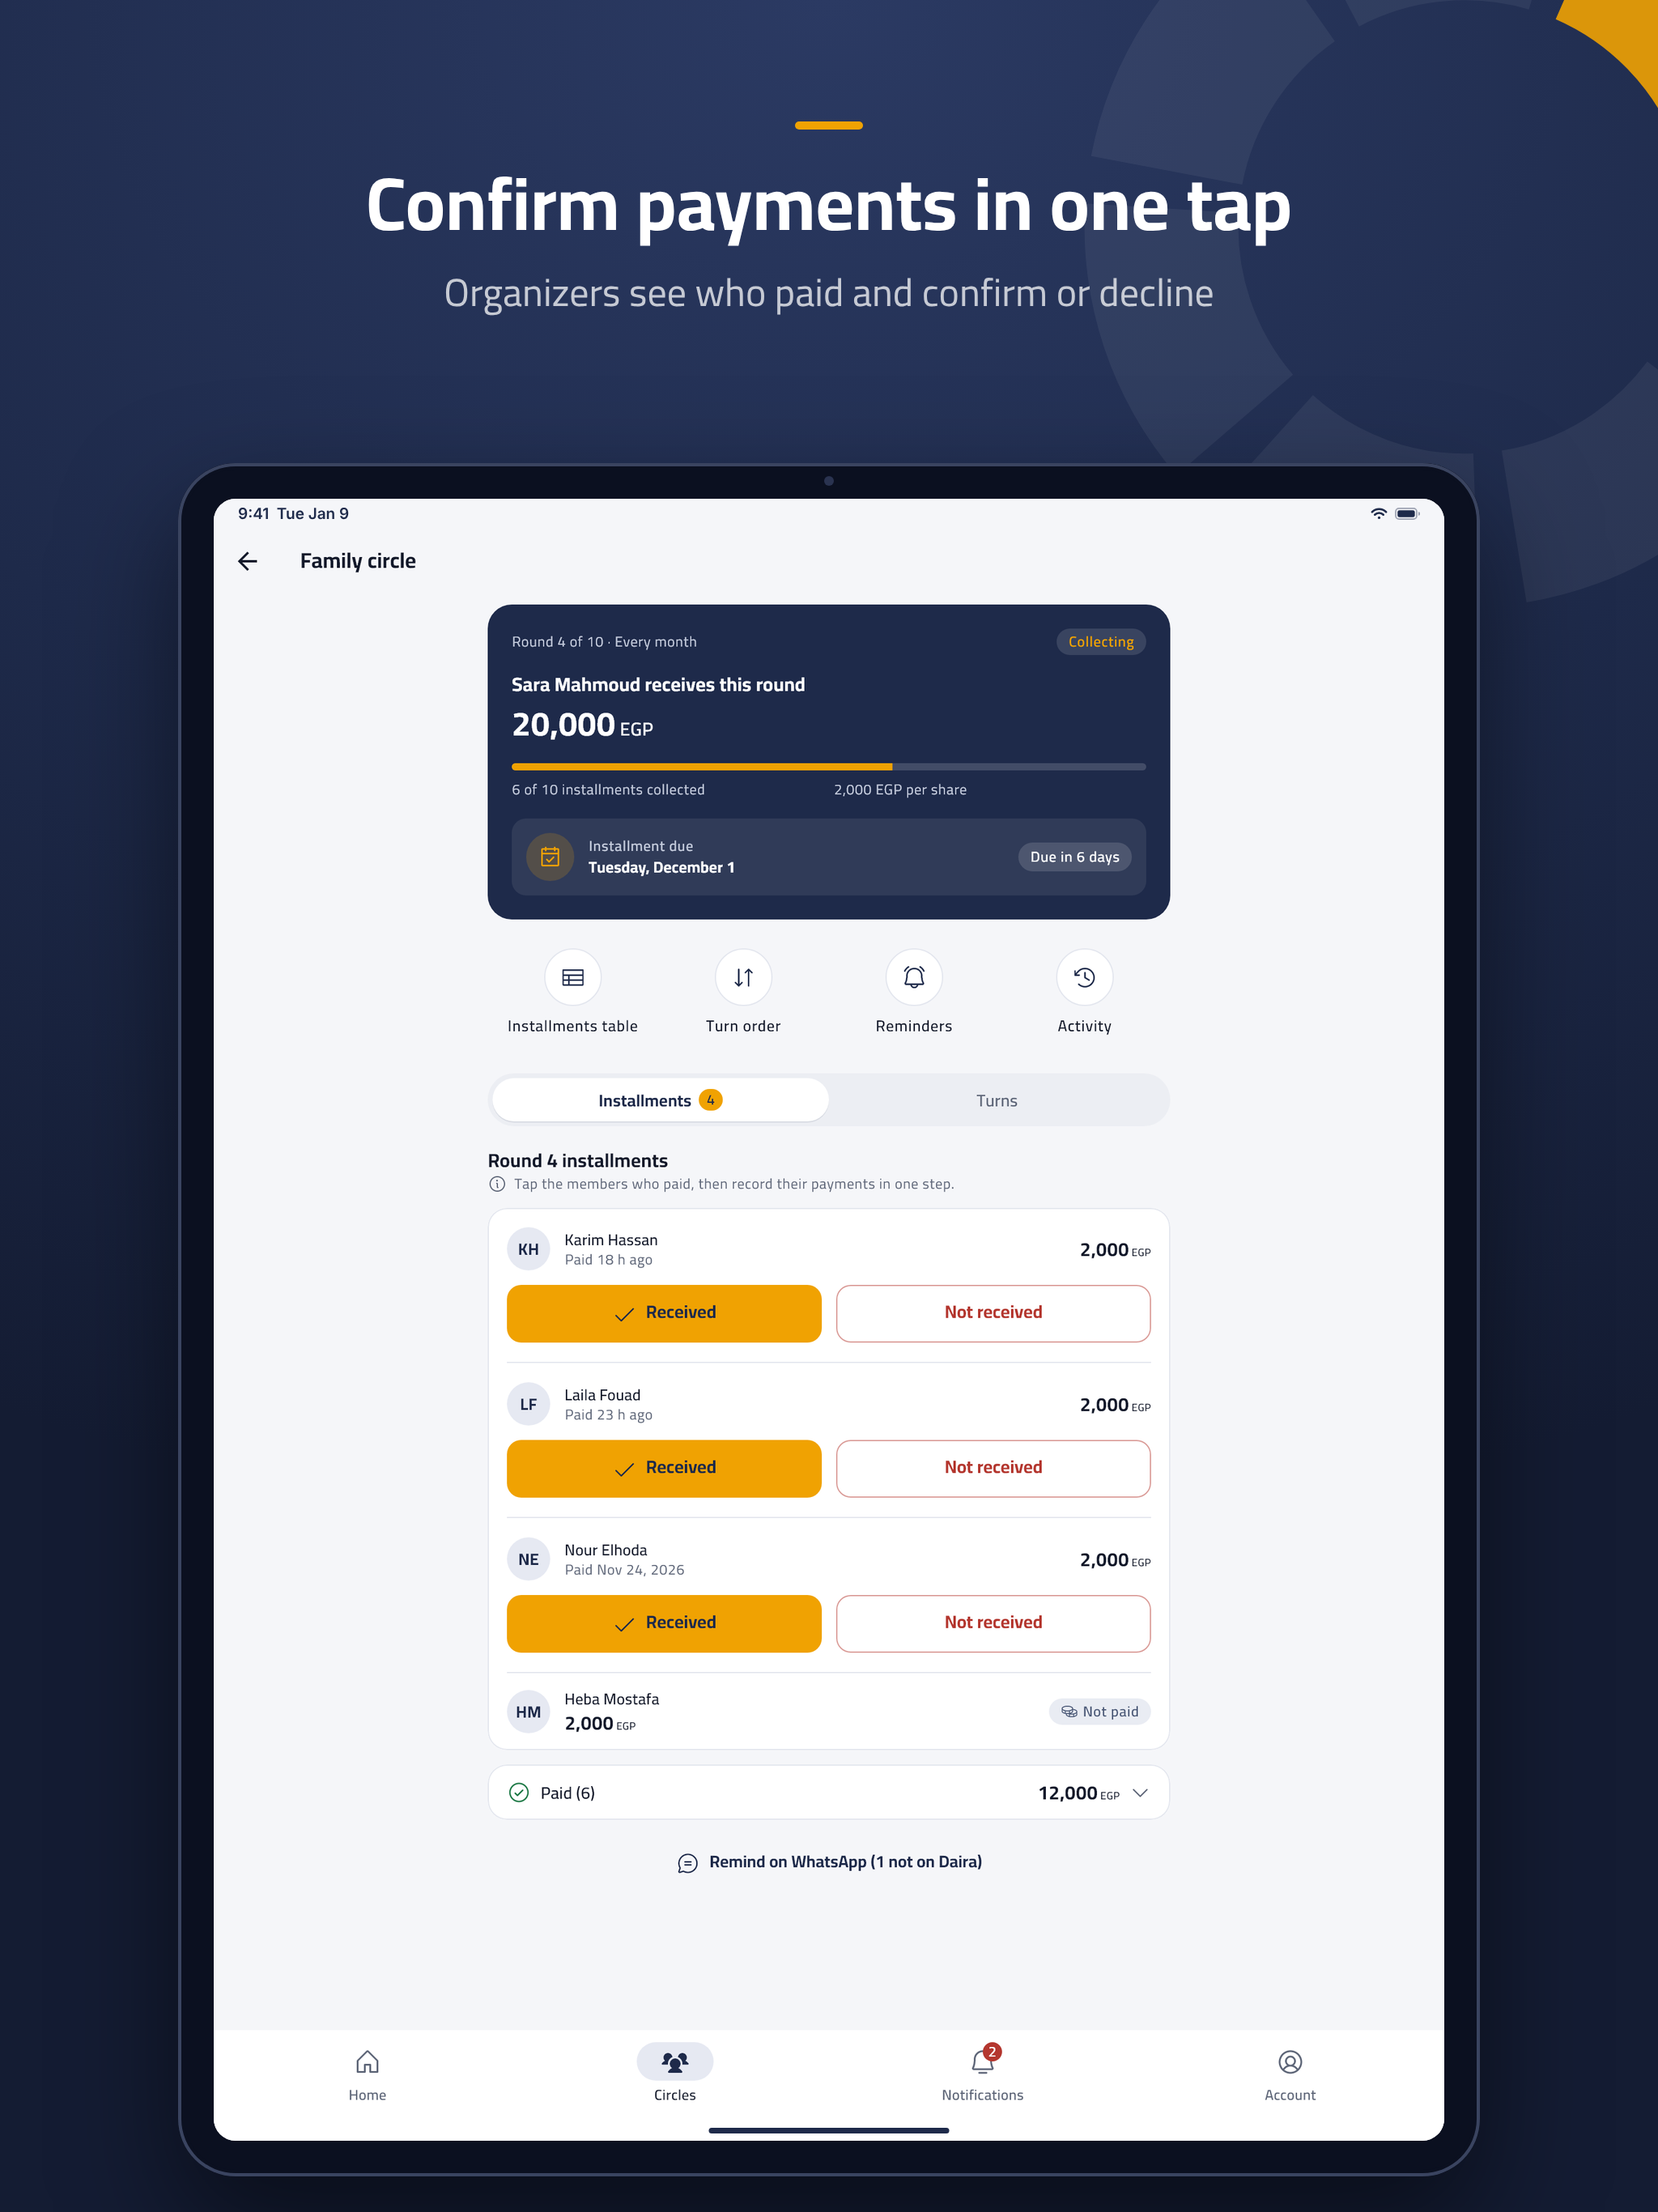 Confirm payments in one tap
Organizers see who paid and confirm or decline
9:41 Tue Jan 9
Family circle
Round 4 of 10 · Every month
Collecting
Sara Mahmoud receives this round
20,000 EGP
6 of 10 installments collected
2,000 EGP per share
Installment due
Tuesday, December 1
Due in 6 days
Installments table
Turn order
Reminders
Activity
Installments 4
Turns
Round 4 installments
Tap the members who paid, then record their payments in one step.
KH
Karim Hassan
Paid 18 h ago
2,000 EGP
Received
Not received
LF
Laila Fouad
Paid 23 h ago
2,000 EGP
Received
Not received
NE
Nour Elhoda
Paid Nov 24, 2026
2,000 EGP
Received
Not received
HM
Heba Mostafa
2,000 EGP
Not paid
Paid (6)
12,000 EGP
Remind on WhatsApp (1 not on Daira)
Home
Circles
2
Notifications
Account